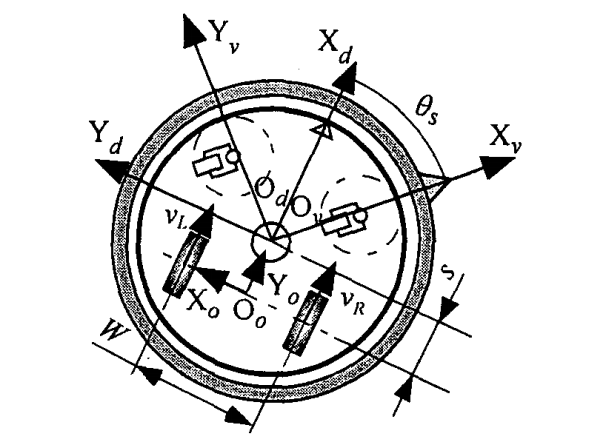 Y_v
X_d
θ_s
Y_d
X_v
O_d O_v
v_L
s
Y_o
X_o
O_o
v_R
W